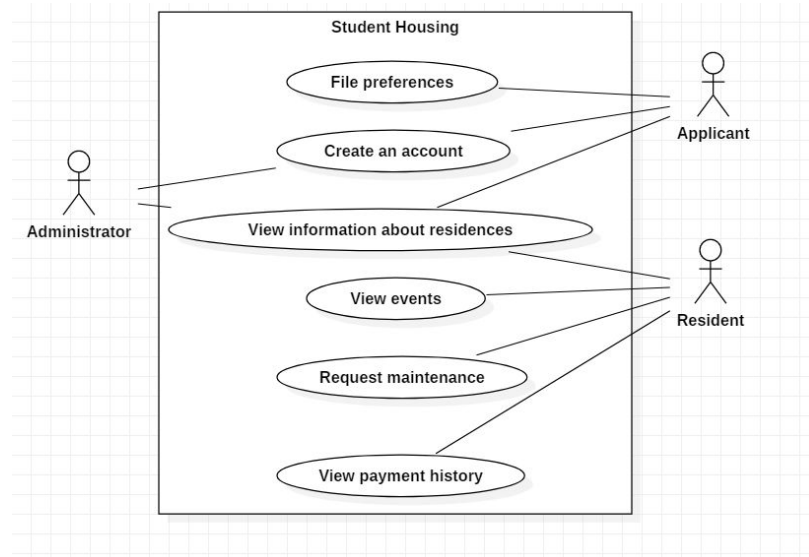 Student Housing
File preferences
Applicant
Create an account
Administrator
View information about residences
View events
Resident
Request maintenance
View payment history